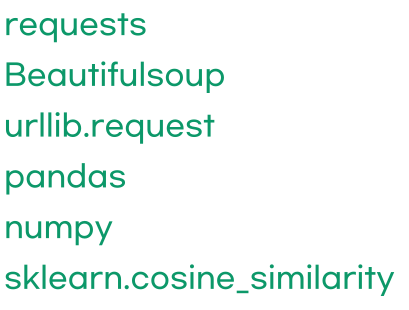 requests
Beautifulsoup
urllib.request
pandas
numpy
sklearn.cosine_similarity